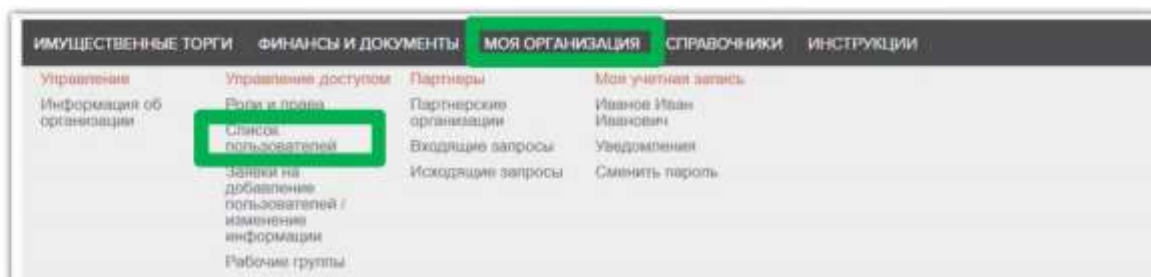 ИМУЩЕСТВЕННЫЕ ТОРГИ ФИНАНСЫ И ДОКУМЕНТЫ МОЯ ОРГАНИЗАЦИЯ СПРАВОЧНИКИ ИНСТРУКЦИИ
Управление
Информация об
организации
Управление доступом
Роли и права
Список
пользователей
Заявки на
добавление
пользователей /
изменение
информации
Рабочие группы
Партнеры
Партнерские
организации
Входящие запросы
Исходящие запросы
Моя учетная запись
Иванов Иван
Иванович
Уведомления
Сменить пароль